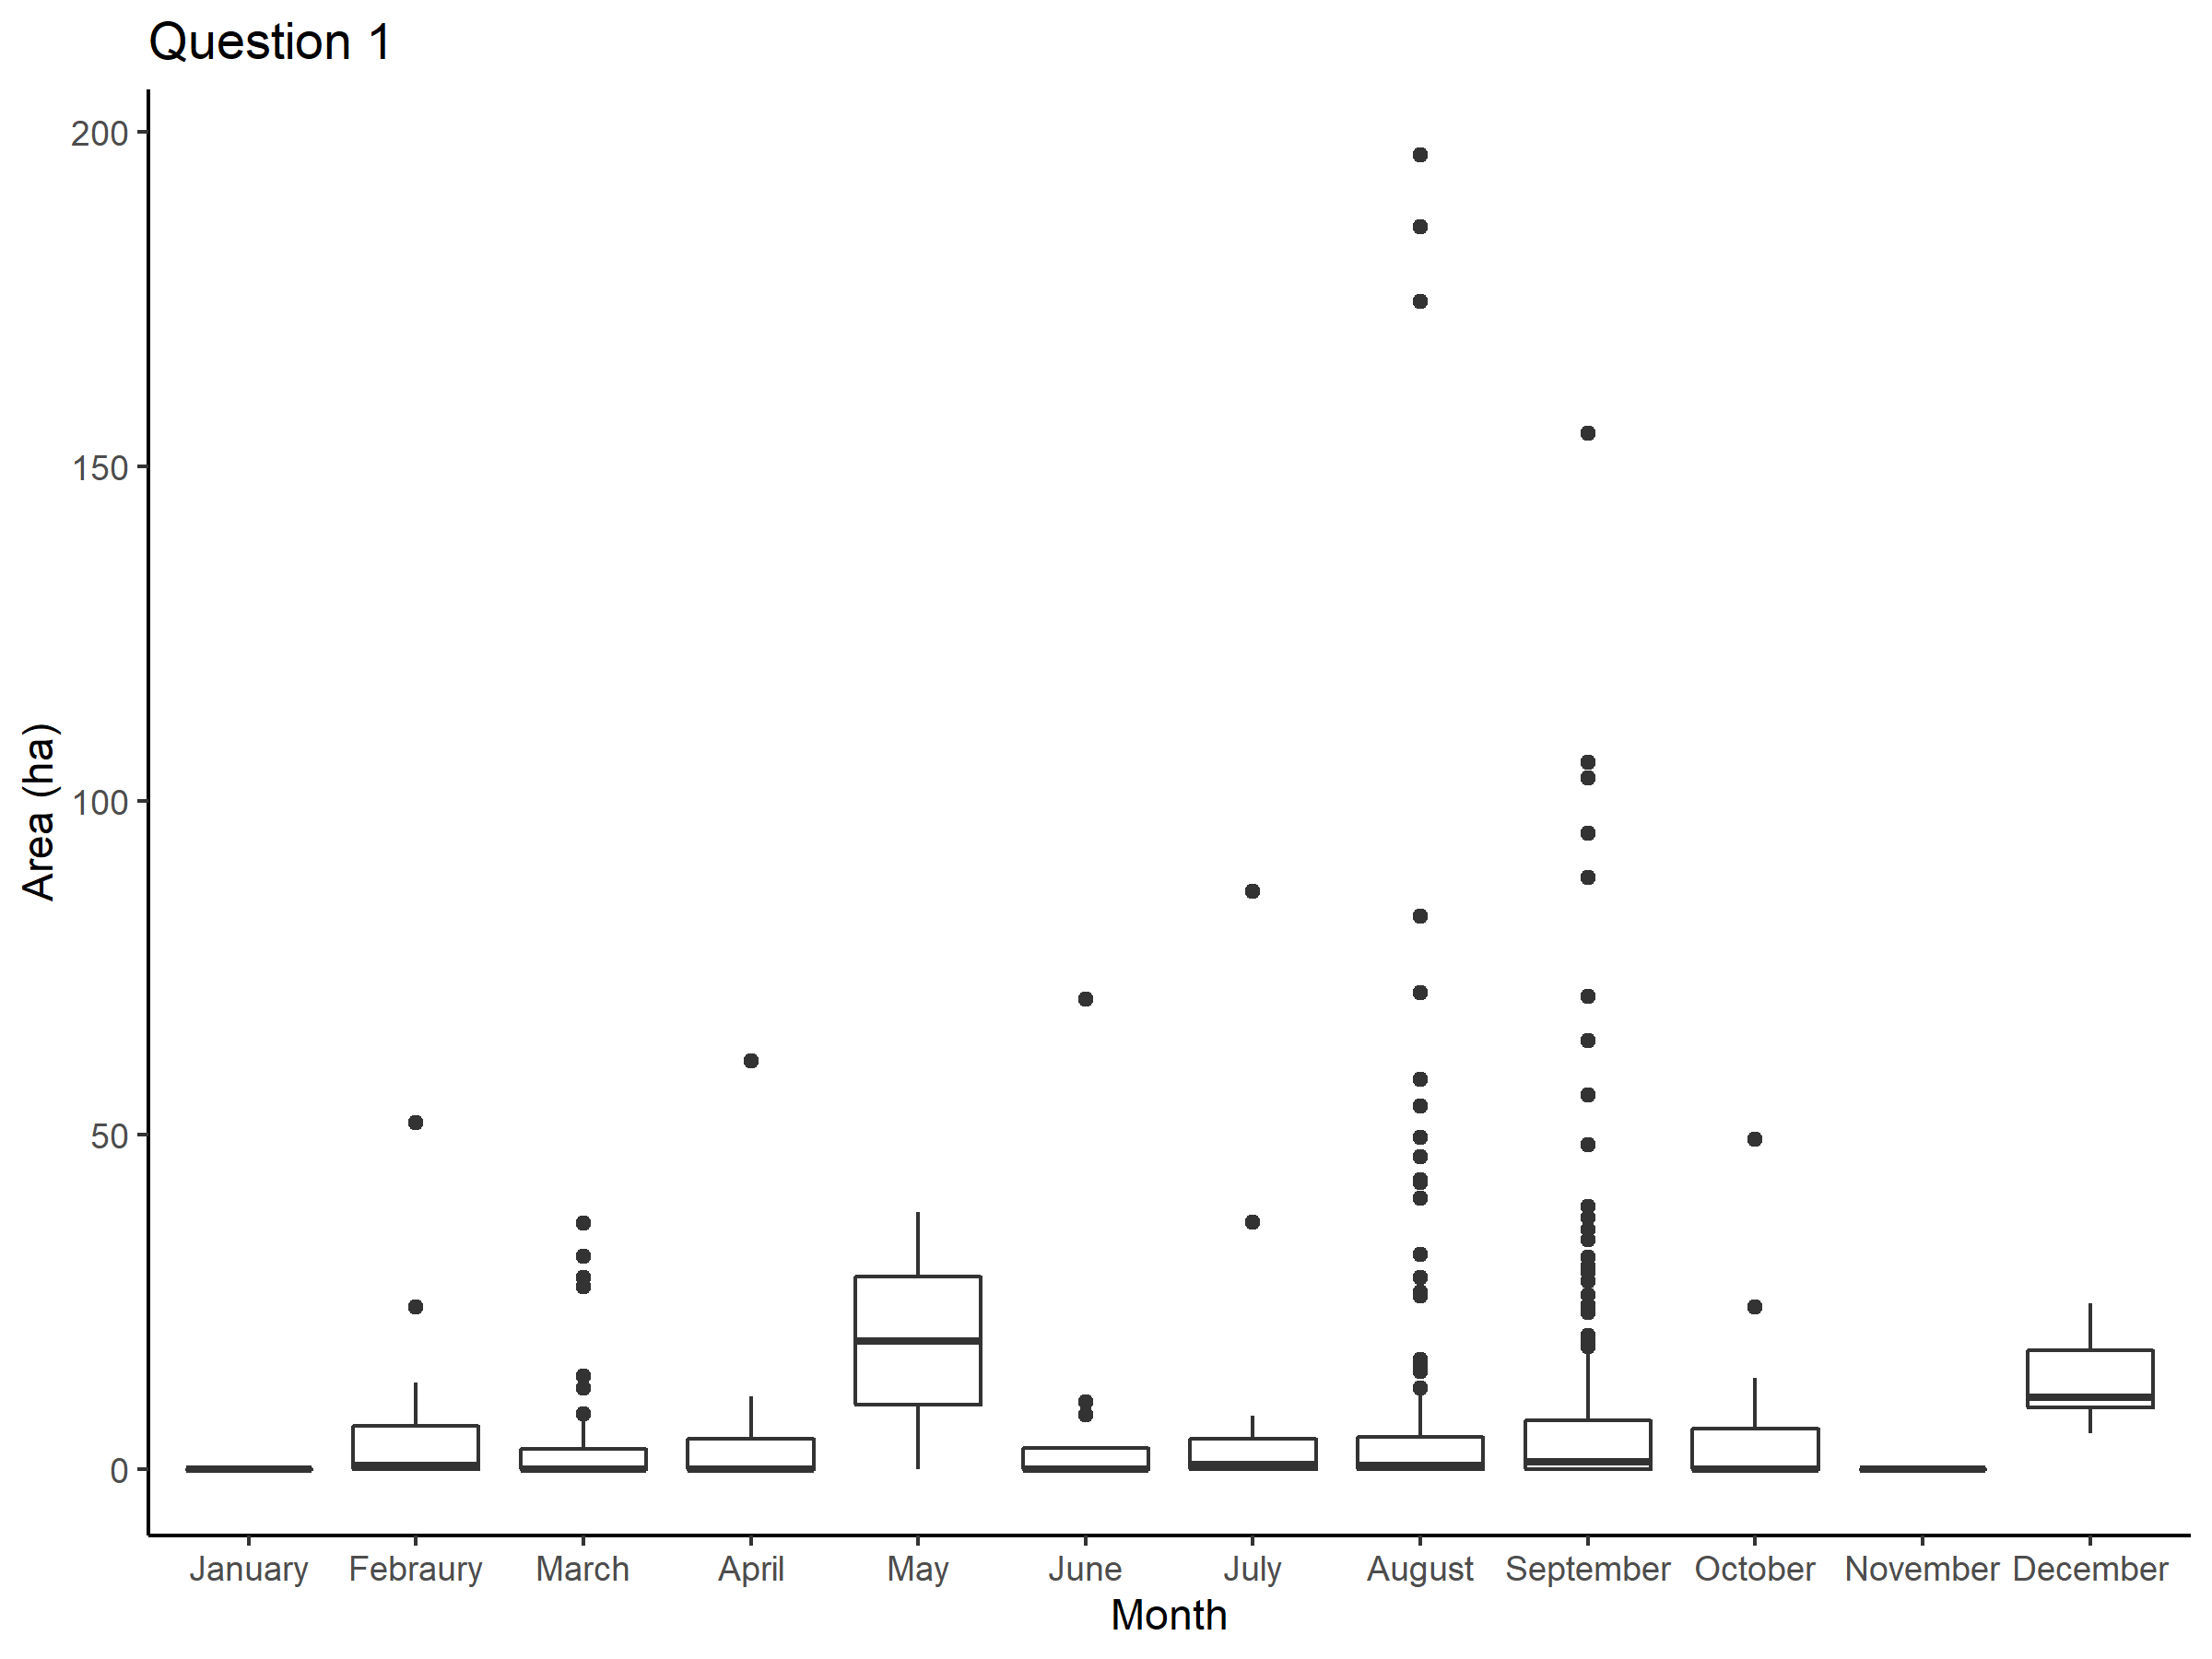 Question 1
200
150
100
50
0
Area (ha)
January Febraury March April May June July August September October November December
Month